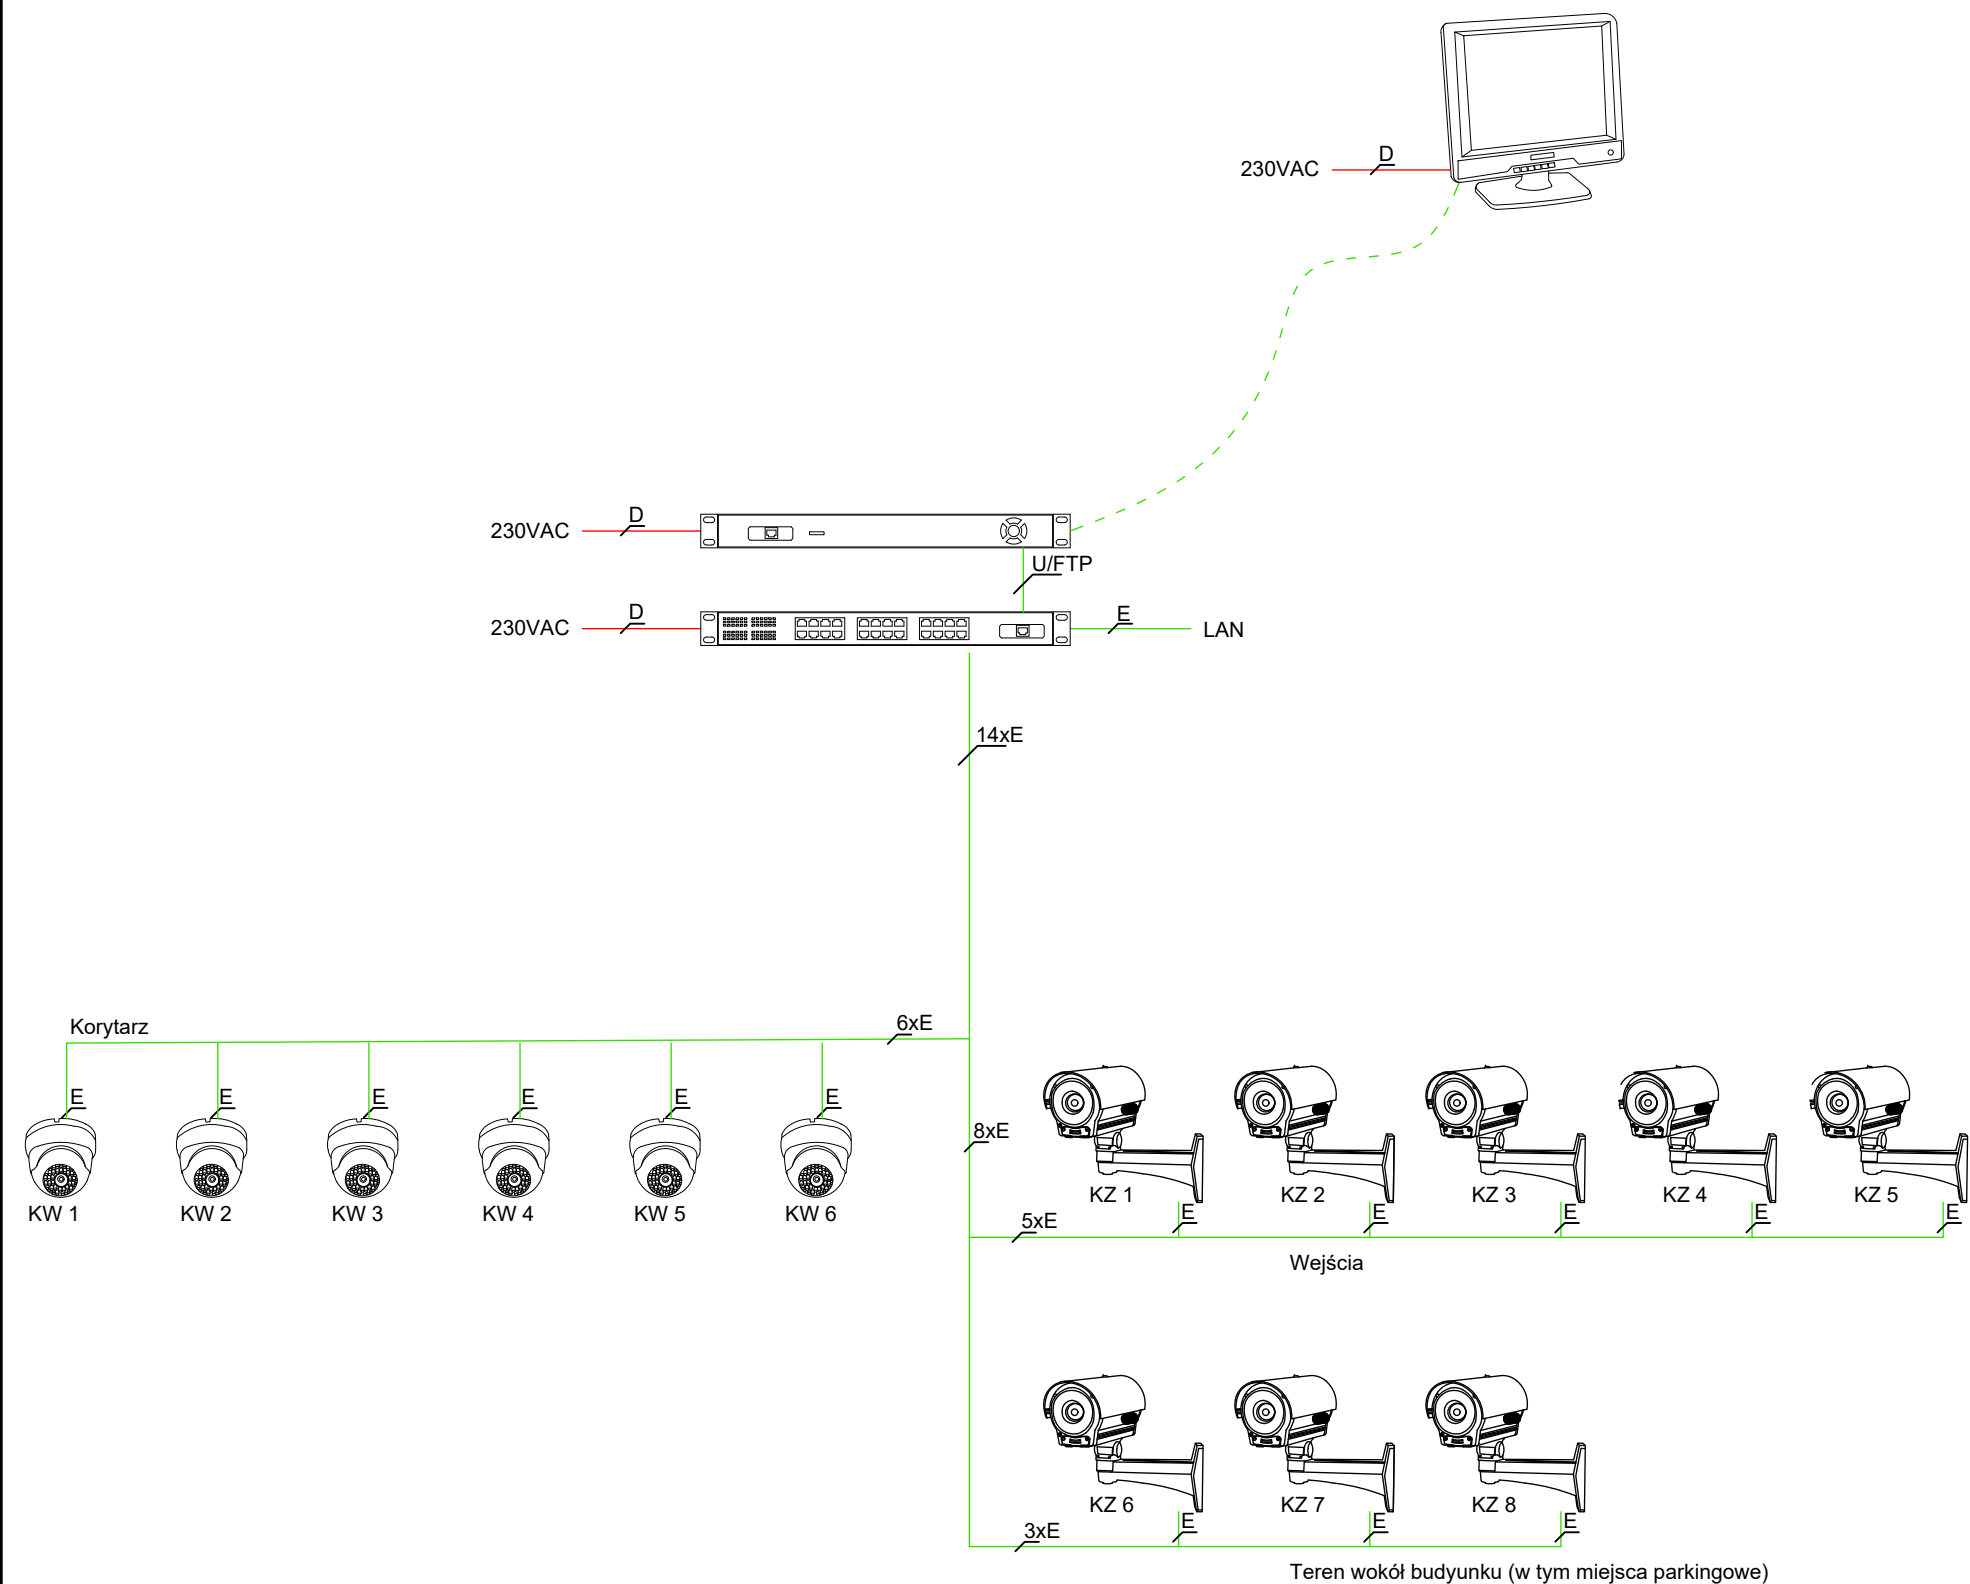 230VAC
D
230VAC
D
U/FTP
230VAC
D
E
LAN
14xE
Korytarz
6xE
E
E
E
E
E
E
8xE
KW 1
KW 2
KW 3
KW 4
KW 5
KW 6
KZ 1
KZ 2
KZ 3
KZ 4
KZ 5
5xE
E
E
E
E
E
Wejścia
KZ 6
KZ 7
KZ 8
3xE
E
E
E
Teren wokół budyunku (w tym miejsca parkingowe)